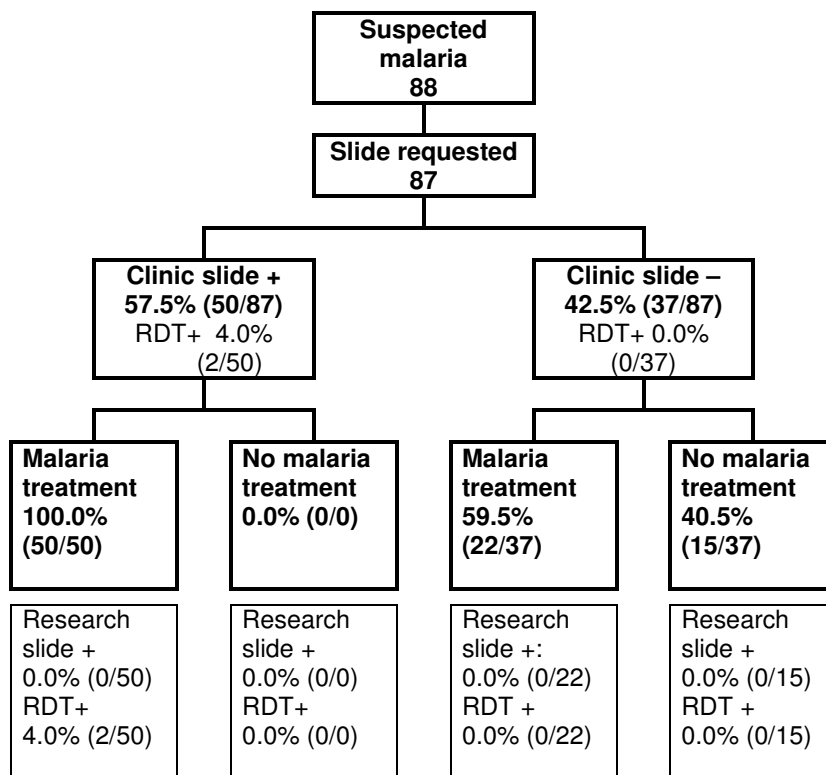 Suspected
malaria
88
Slide requested
87
Clinic slide +
57.5% (50/87)
RDT+ 4.0%
(2/50)
Clinic slide –
42.5% (37/87)
RDT+ 0.0%
(0/37)
Malaria
treatment
100.0%
(50/50)
No malaria
treatment
0.0% (0/0)
Malaria
treatment
59.5%
(22/37)
No malaria
treatment
40.5%
(15/37)
Research
slide +
0.0% (0/50)
RDT+
4.0% (2/50)
Research
slide +
0.0% (0/0)
RDT+
0.0% (0/0)
Research
slide +:
0.0% (0/22)
RDT +
0.0% (0/22)
Research
slide +
0.0% (0/15)
RDT +
0.0% (0/15)